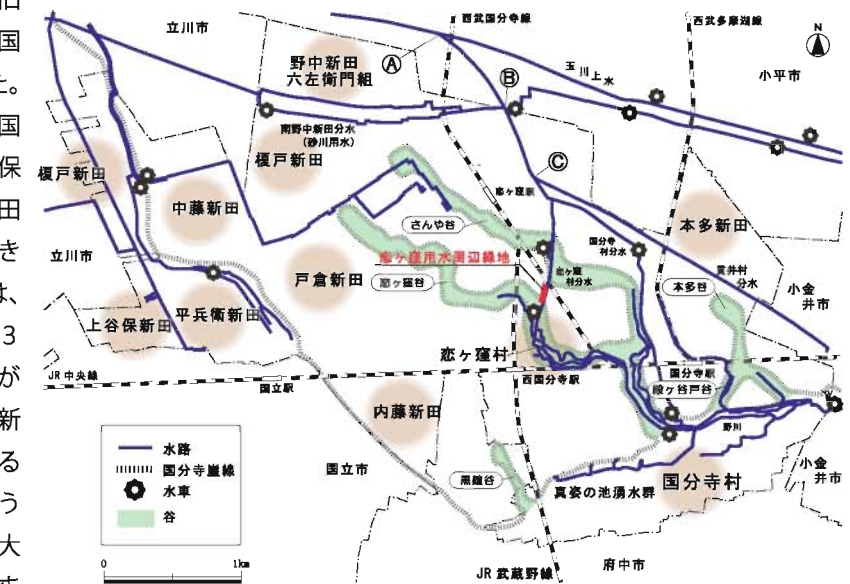 旧
国
た。
国
保
田
き
は、
3
が
新
る
う
大
立川市
西武国分寺線
西武多摩湖線
N
Ⓐ
野中新田
六左衛門組
玉川上水
小平市
Ⓑ
南野中新田分水
(砂川用水)
榎戸新田
榎戸新田
Ⓒ
中藤新田
恋ヶ窪駅
本多新田
さんや谷
国分寺
村分水
立川市
恋ヶ窪用水周辺緑地
戸倉新田
恋ヶ窪谷
恋ヶ窪
村分水
貫井村
分水
本多谷
小金
井市
上谷保新田
平兵衛新田
恋ヶ窪村
JR中央線
国立駅
西国分寺駅
国分寺駅
殿ヶ谷戸谷
内藤新田
野川
水路
国分寺崖線
水車
谷
国立市
黒鐘谷
真姿の池湧水群
国分寺村
小金
井市
府中市
0
1km
JR武蔵野線